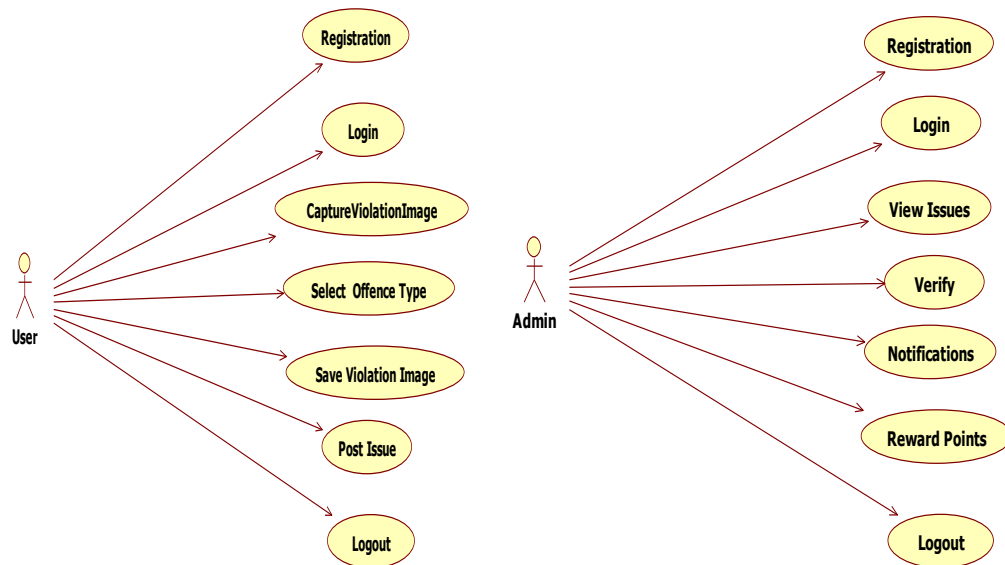 Registration
Login
CaptureViolationImage
Select Offence Type
Save Violation Image
Post Issue
Logout
User
Registration
Login
View Issues
Verify
Notifications
Reward Points
Logout
Admin